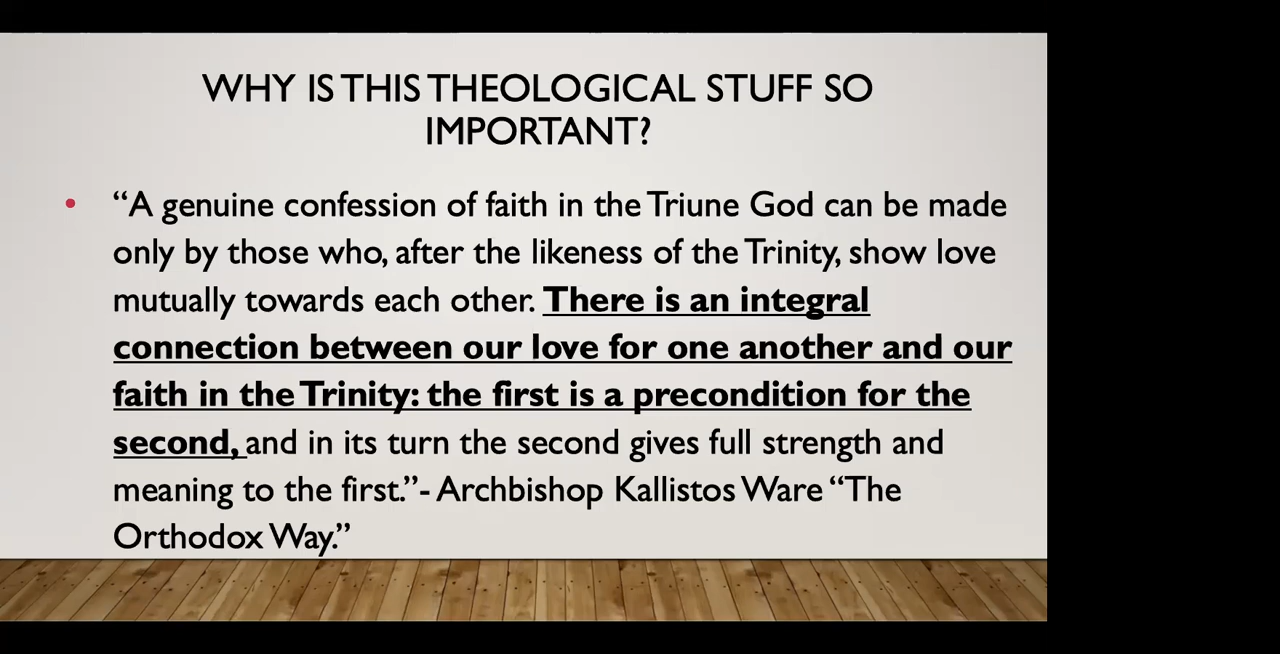 WHY IS THIS THEOLOGICAL STUFF SO
IMPORTANT?
• “A genuine confession of faith in the Triune God can be made
only by those who, after the likeness of the Trinity, show love
mutually towards each other. There is an integral
connection between our love for one another and our
faith in the Trinity: the first is a precondition for the
second, and in its turn the second gives full strength and
meaning to the first.”- Archbishop Kallistos Ware “The
Orthodox Way.”